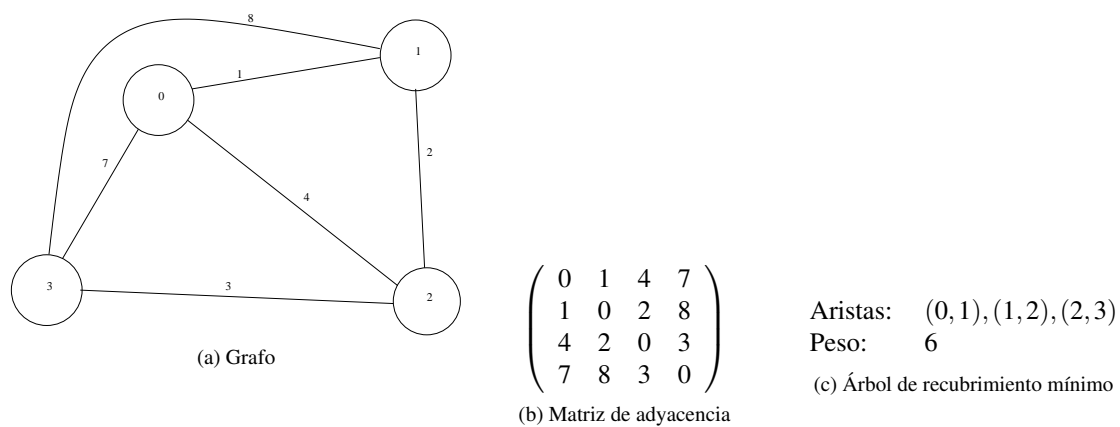 8
1
1
0
7
2
4
3
3
2
(a) Grafo
0 1 4 7
1 0 2 8
4 2 0 3
7 8 3 0
(b) Matriz de adyacencia
Aristas: (0,1),(1,2),(2,3)
Peso: 6
(c) Árbol de recubrimiento mínimo